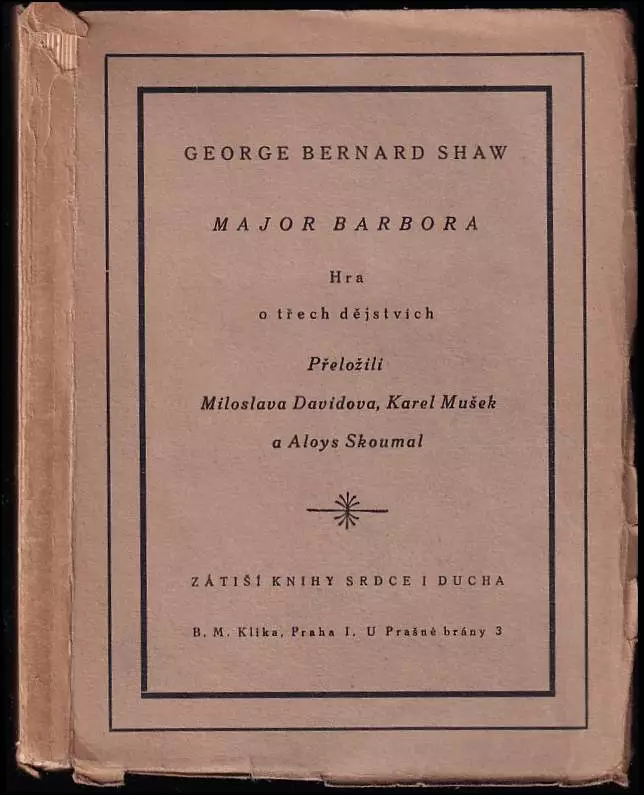 GEORGE BERNARD SHAW
MAJOR BARBORA
Hra
o třech dějstvích
Přeložili
Miloslava Davidova, Karel Mušek
a Aloys Skoumal
ZÁTIŠÍ KNIHY SRDCE I DUCHA
B. M. Klika, Praha I. U Prašné brány 3